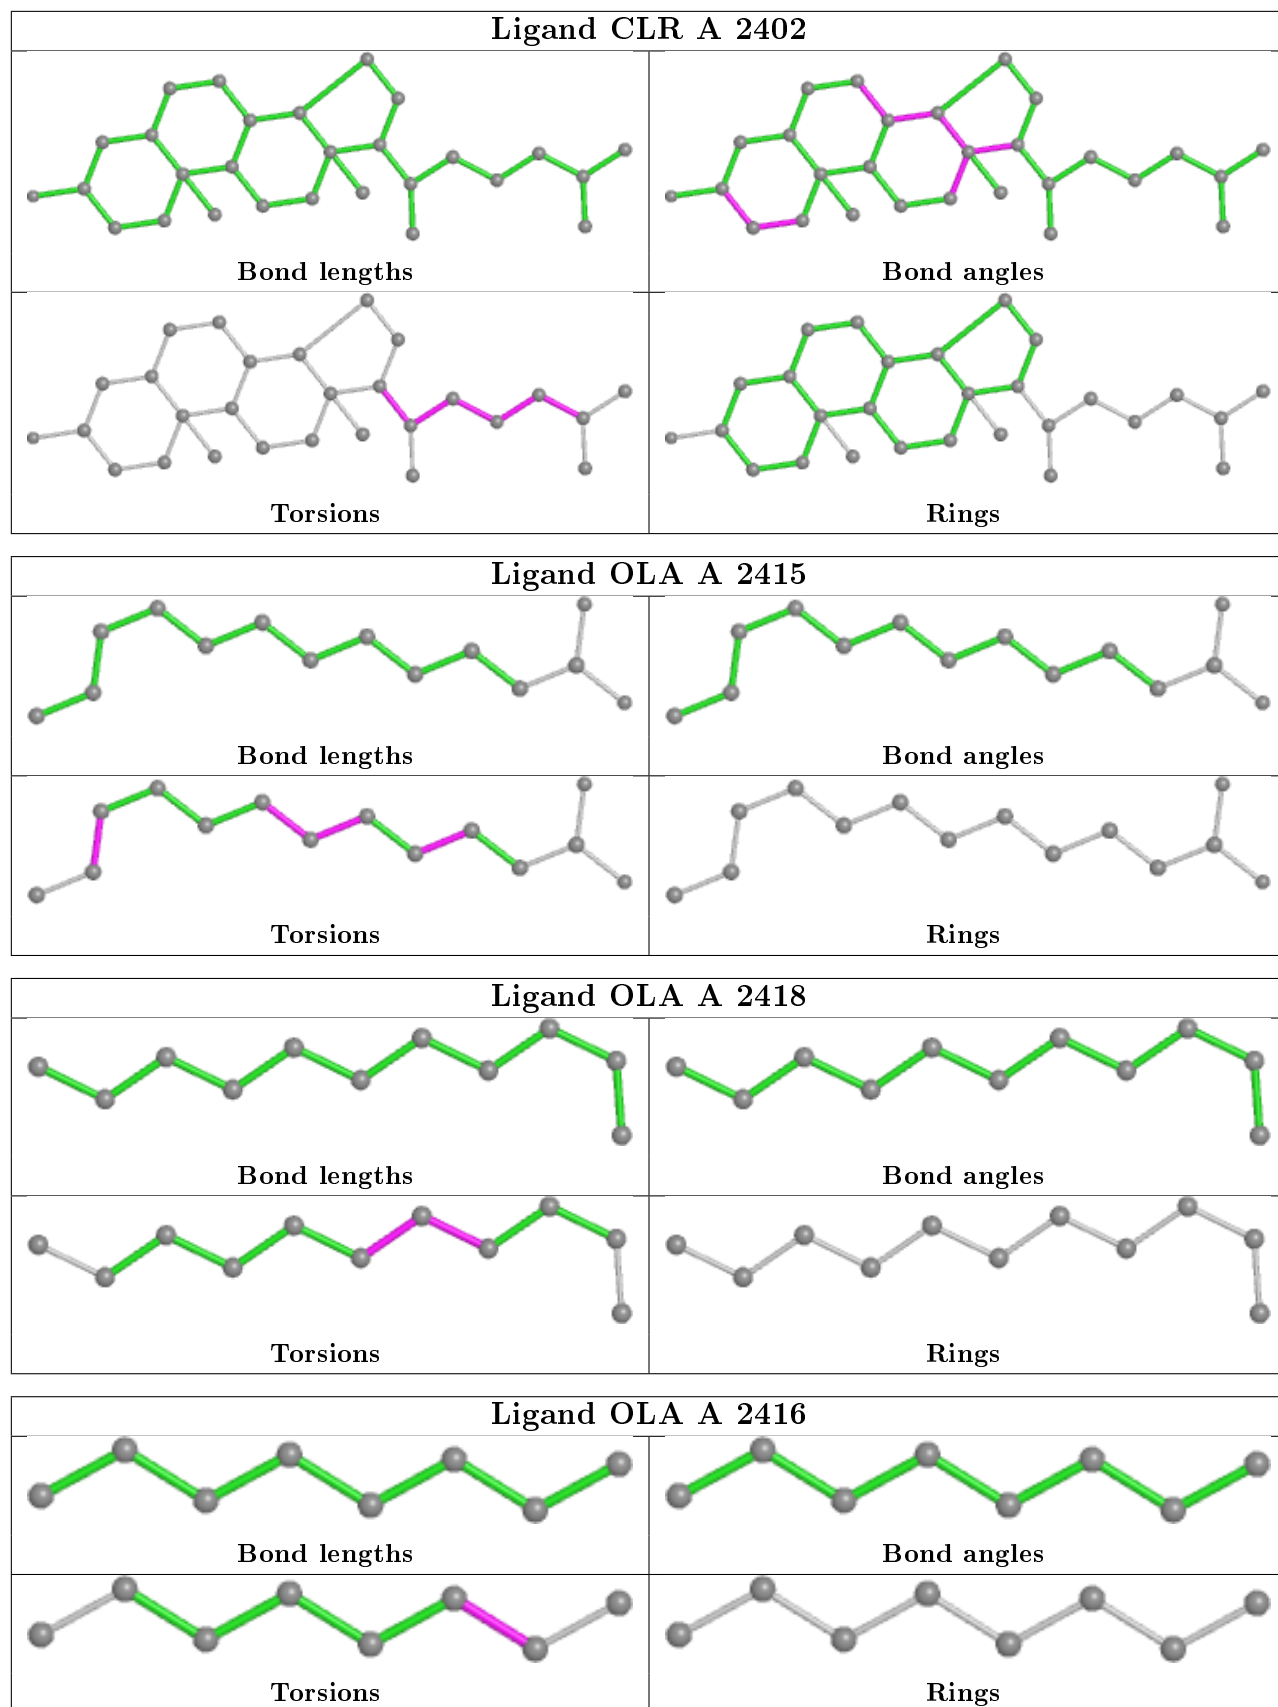 Ligand CLR A 2402
Bond lengths
Bond angles
Torsions
Rings
Ligand OLA A 2415
Bond lengths
Bond angles
Torsions
Rings
Ligand OLA A 2418
Bond lengths
Bond angles
Torsions
Rings
Ligand OLA A 2416
Bond lengths
Bond angles
Torsions
Rings